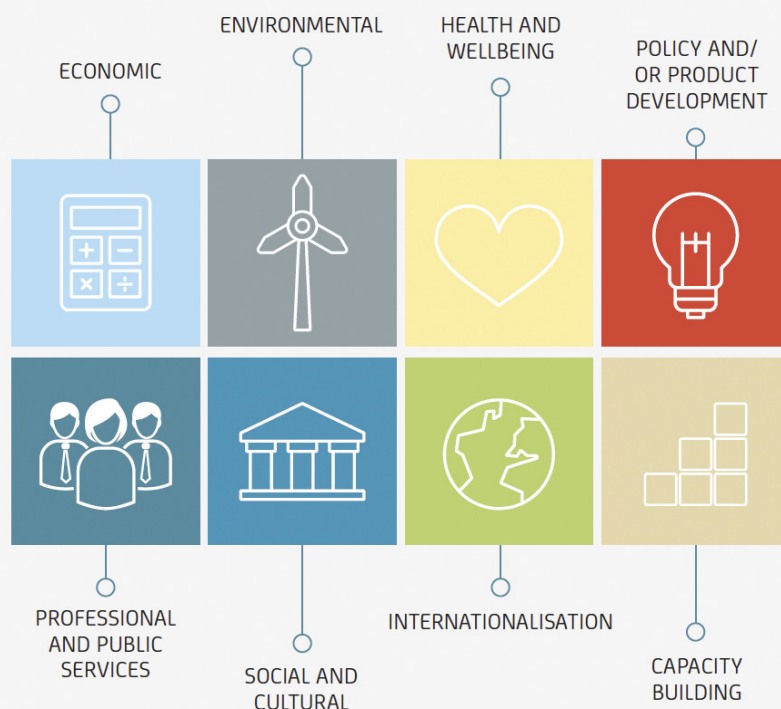 ECONOMIC
ENVIRONMENTAL
HEALTH AND
WELLBEING
POLICY AND/
OR PRODUCT
DEVELOPMENT
PROFESSIONAL
AND PUBLIC
SERVICES
SOCIAL AND
CULTURAL
INTERNATIONALISATION
CAPACITY
BUILDING